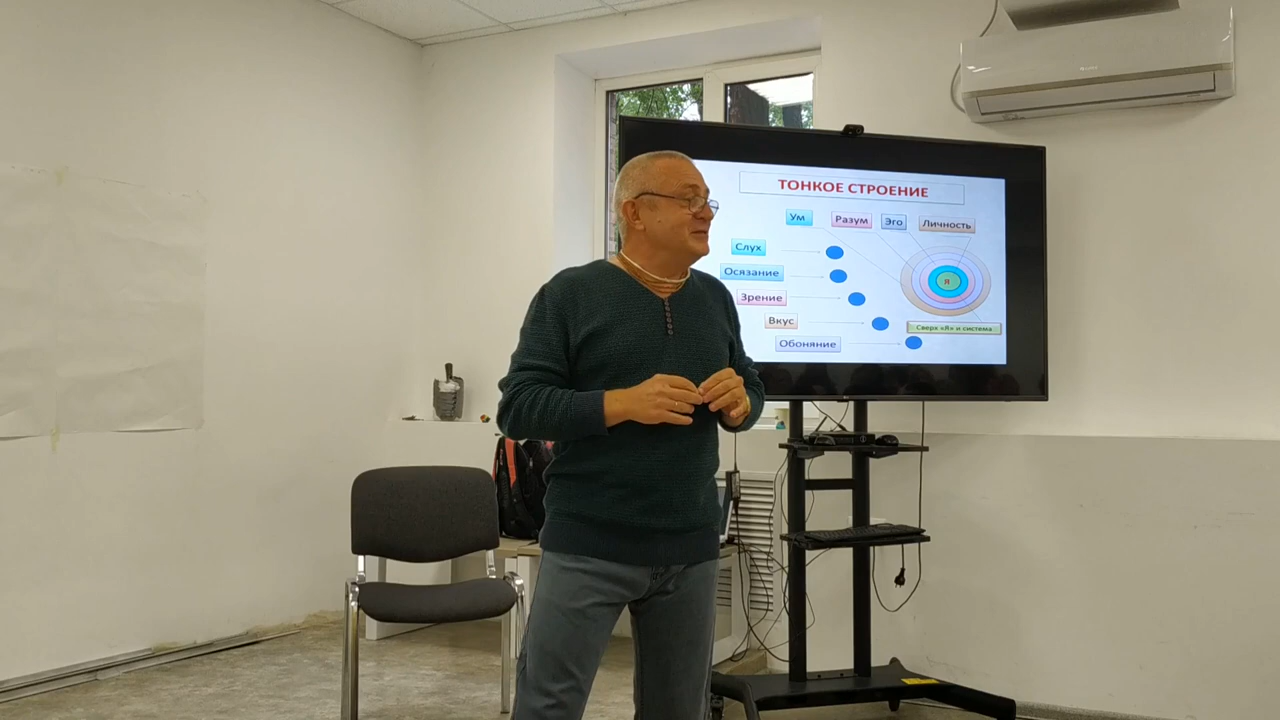 ТОНКОЕ СТРОЕНИЕ
Ум Разум Эго Личность
Слух
Осязание
Зрение
Вкус
Обоняние
Я
Сверх «Я» и система